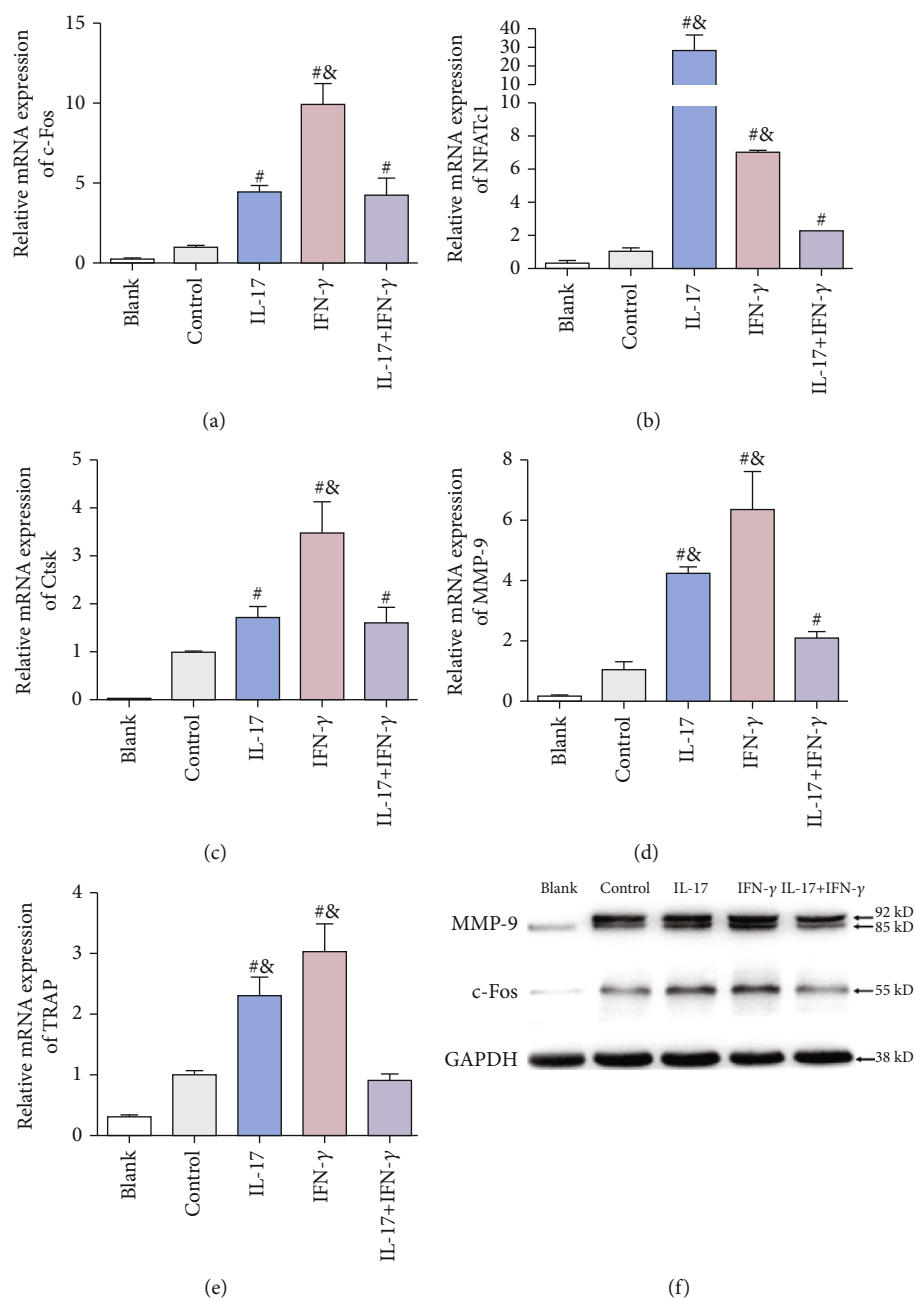 Relative mRNA expression
of c-Fos
15
10
5
0
#
#&
#
Blank
Control
IL-17
IFN-γ
IL-17+IFN-γ
(a)
Relative mRNA expression
of NFATc1
40
30
20
10
8
6
4
2
0
#&
#&
#
Blank
Control
IL-17
IFN-γ
IL-17+IFN-γ
(b)
Relative mRNA expression
of Ctsk
5
4
3
2
1
0
#
#&
#
Blank
Control
IL-17
IFN-γ
IL-17+IFN-γ
(c)
Relative mRNA expression
of MMP-9
8
6
4
2
0
#&
#&
#
Blank
Control
IL-17
IFN-γ
IL-17+IFN-γ
(d)
Relative mRNA expression
of TRAP
4
3
2
1
0
#&
#&
Blank
Control
IL-17
IFN-γ
IL-17+IFN-γ
(e)
Blank Control IL-17 IFN-γ IL-17+IFN-γ
MMP-9
92 kD
85 kD
c-Fos
55 kD
GAPDH
38 kD
(f)